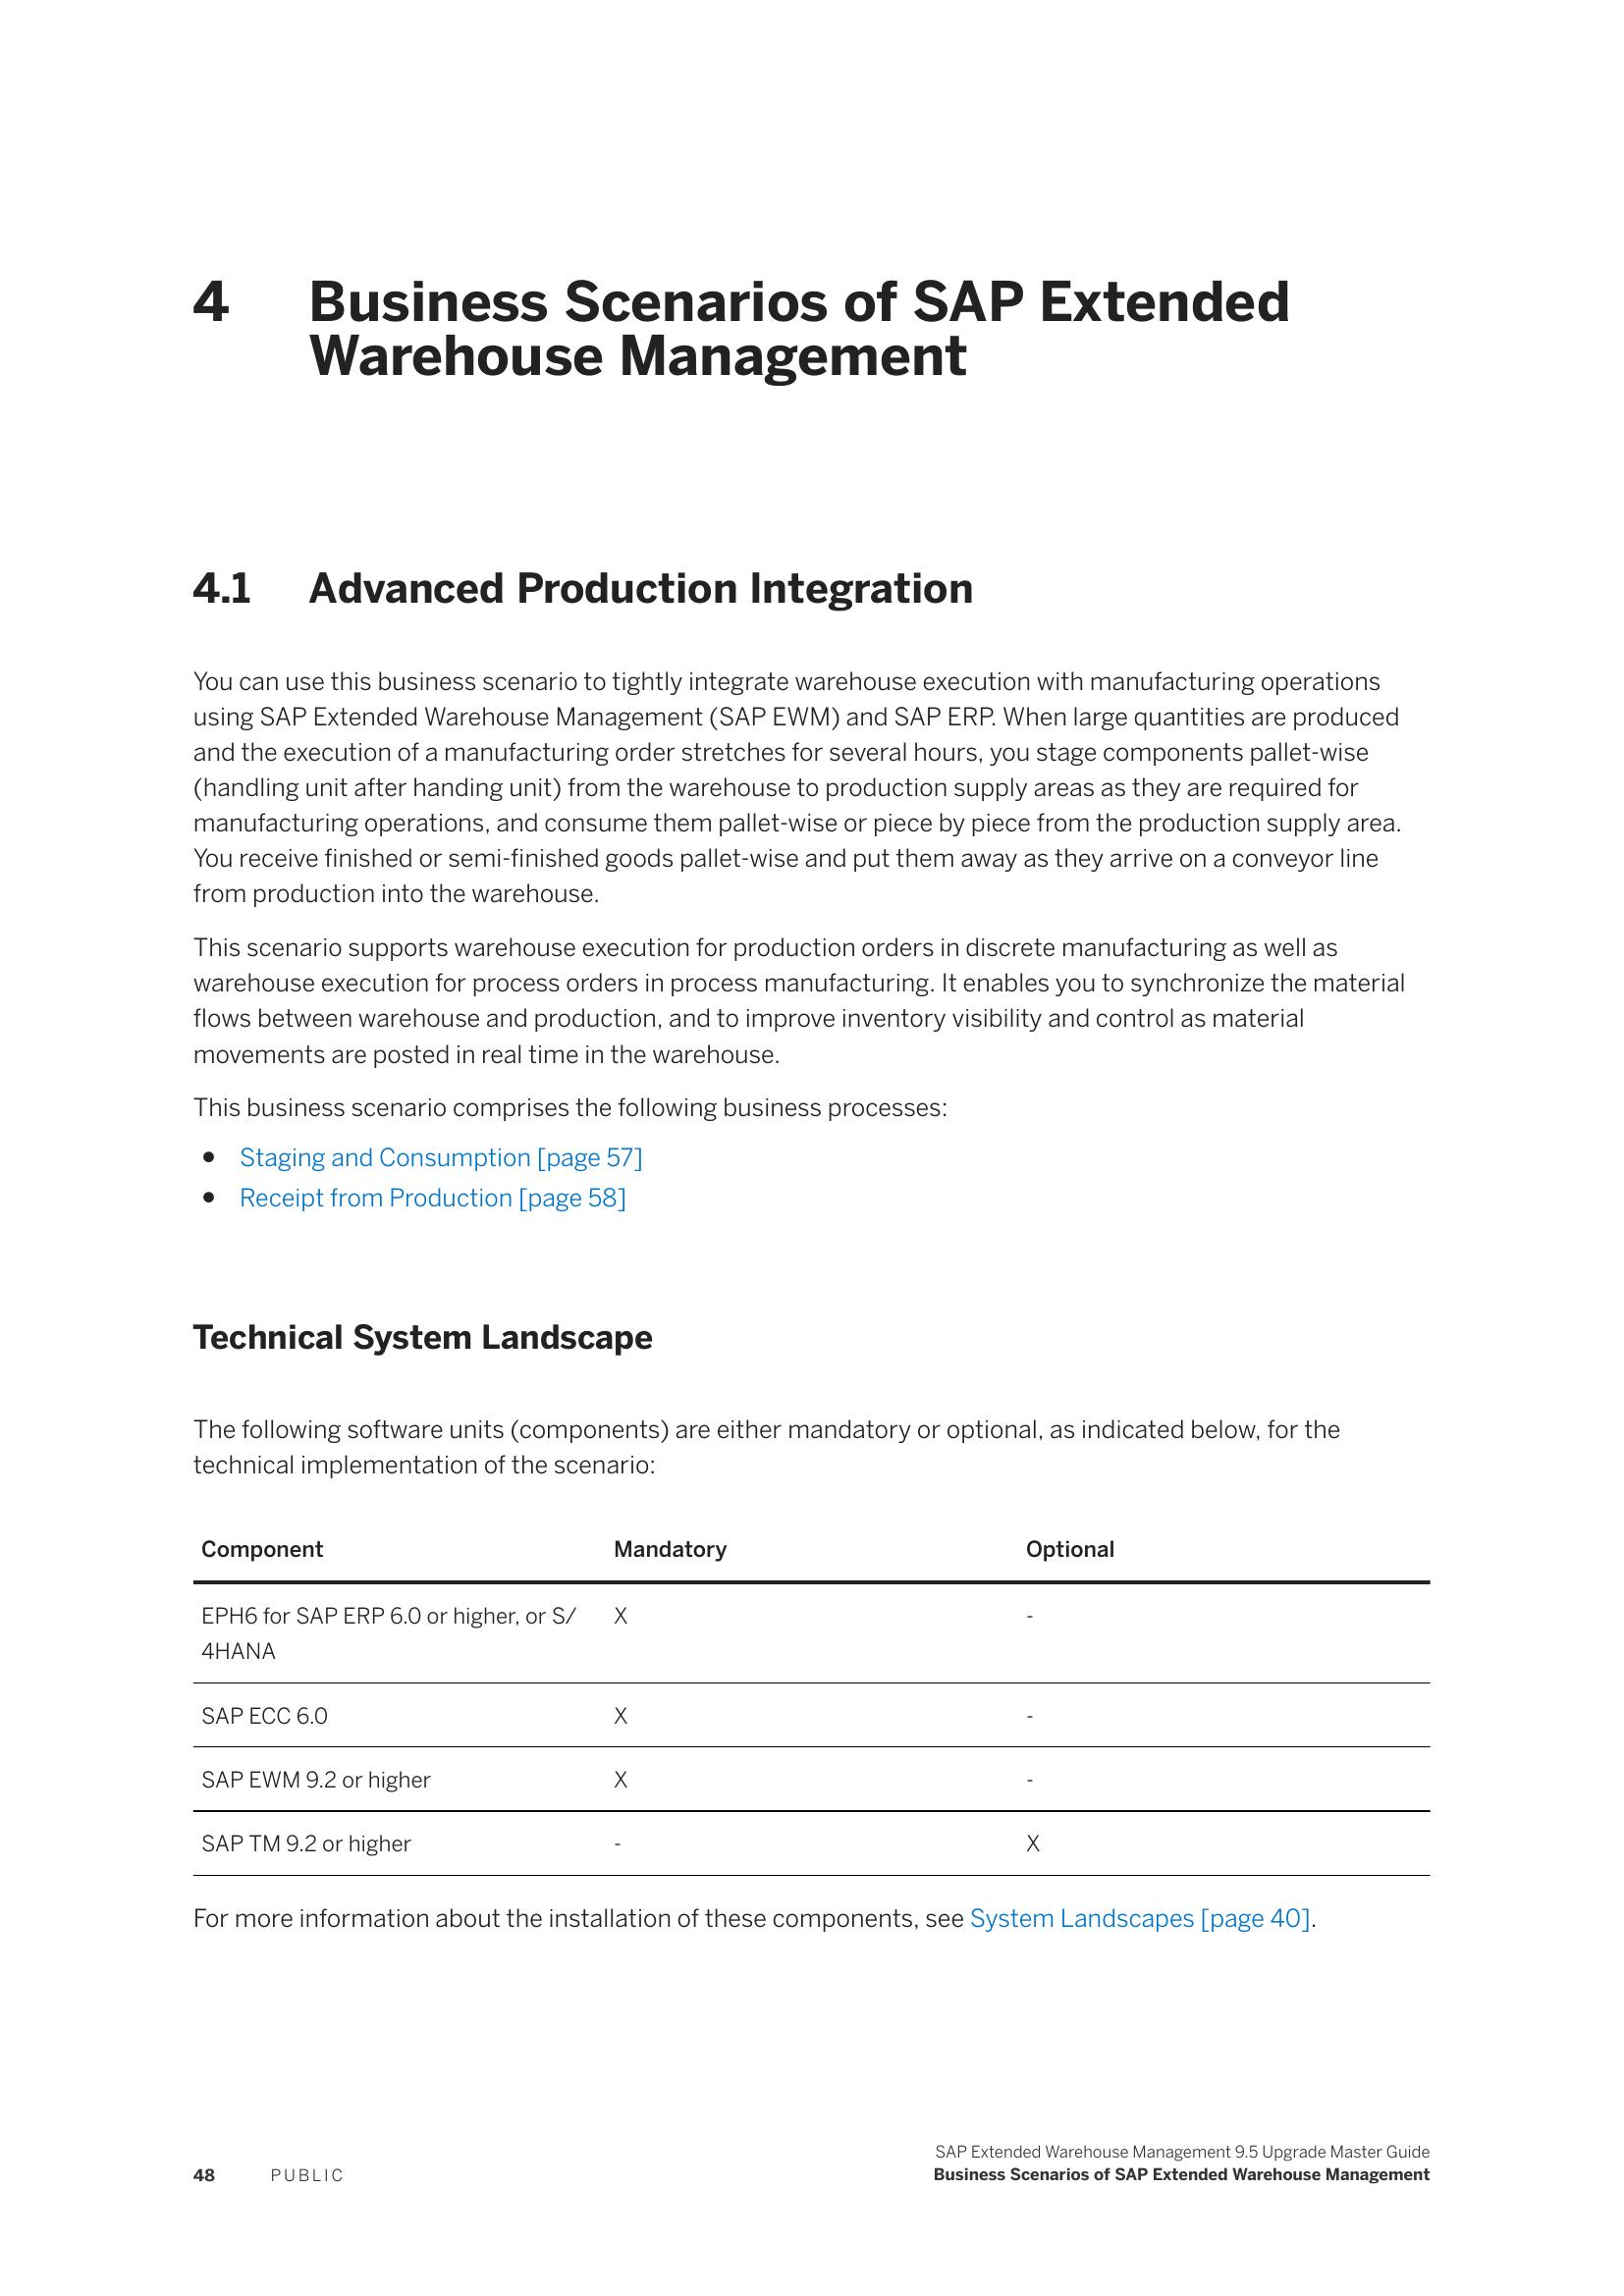 4 Business Scenarios of SAP Extended
Warehouse Management
4.1 Advanced Production Integration
You can use this business scenario to tightly integrate warehouse execution with manufacturing operations
using SAP Extended Warehouse Management (SAP EWM) and SAP ERP. When large quantities are produced
and the execution of a manufacturing order stretches for several hours, you stage components pallet-wise
(handling unit after handing unit) from the warehouse to production supply areas as they are required for
manufacturing operations, and consume them pallet-wise or piece by piece from the production supply area.
You receive finished or semi-finished goods pallet-wise and put them away as they arrive on a conveyor line
from production into the warehouse.
This scenario supports warehouse execution for production orders in discrete manufacturing as well as
warehouse execution for process orders in process manufacturing. It enables you to synchronize the material
flows between warehouse and production, and to improve inventory visibility and control as material
movements are posted in real time in the warehouse.
This business scenario comprises the following business processes:
• Staging and Consumption [page 57]
• Receipt from Production [page 58]
Technical System Landscape
The following software units (components) are either mandatory or optional, as indicated below, for the
technical implementation of the scenario:
Component Mandatory Optional
EPH6 for SAP ERP 6.0 or higher, or S/ X -
4HANA
SAP ECC 6.0 X -
SAP EWM 9.2 or higher X -
SAP TM 9.2 or higher - X
For more information about the installation of these components, see System Landscapes [page 40].
SAP Extended Warehouse Management 9.5 Upgrade Master Guide
48 PUBLIC Business Scenarios of SAP Extended Warehouse Management